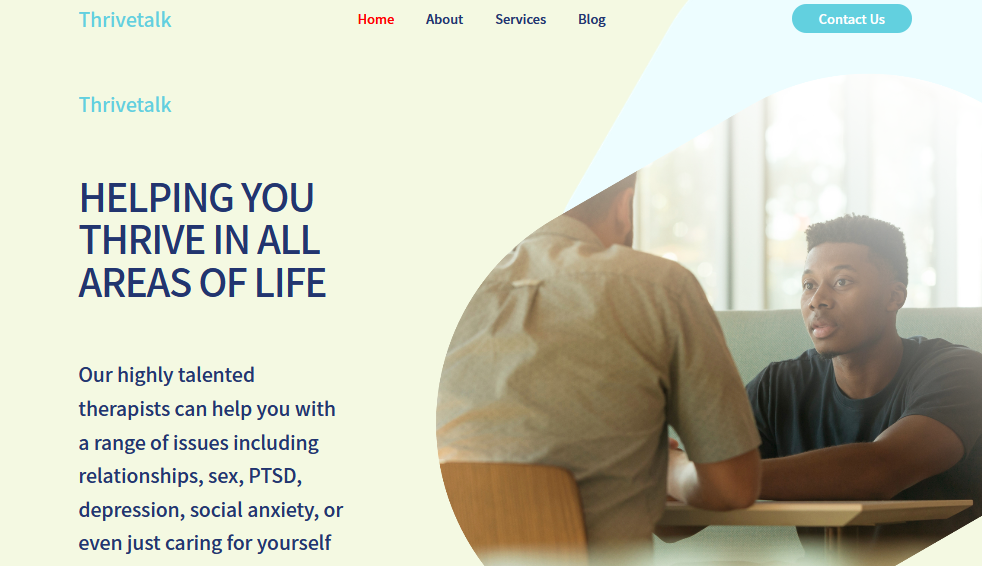 Thrivetalk
Home About Services Blog
Contact Us
Thrivetalk
HELPING YOU
THRIVE IN ALL
AREAS OF LIFE
Our highly talented
therapists can help you with
a range of issues including
relationships, sex, PTSD,
depression, social anxiety, or
even just caring for yourself